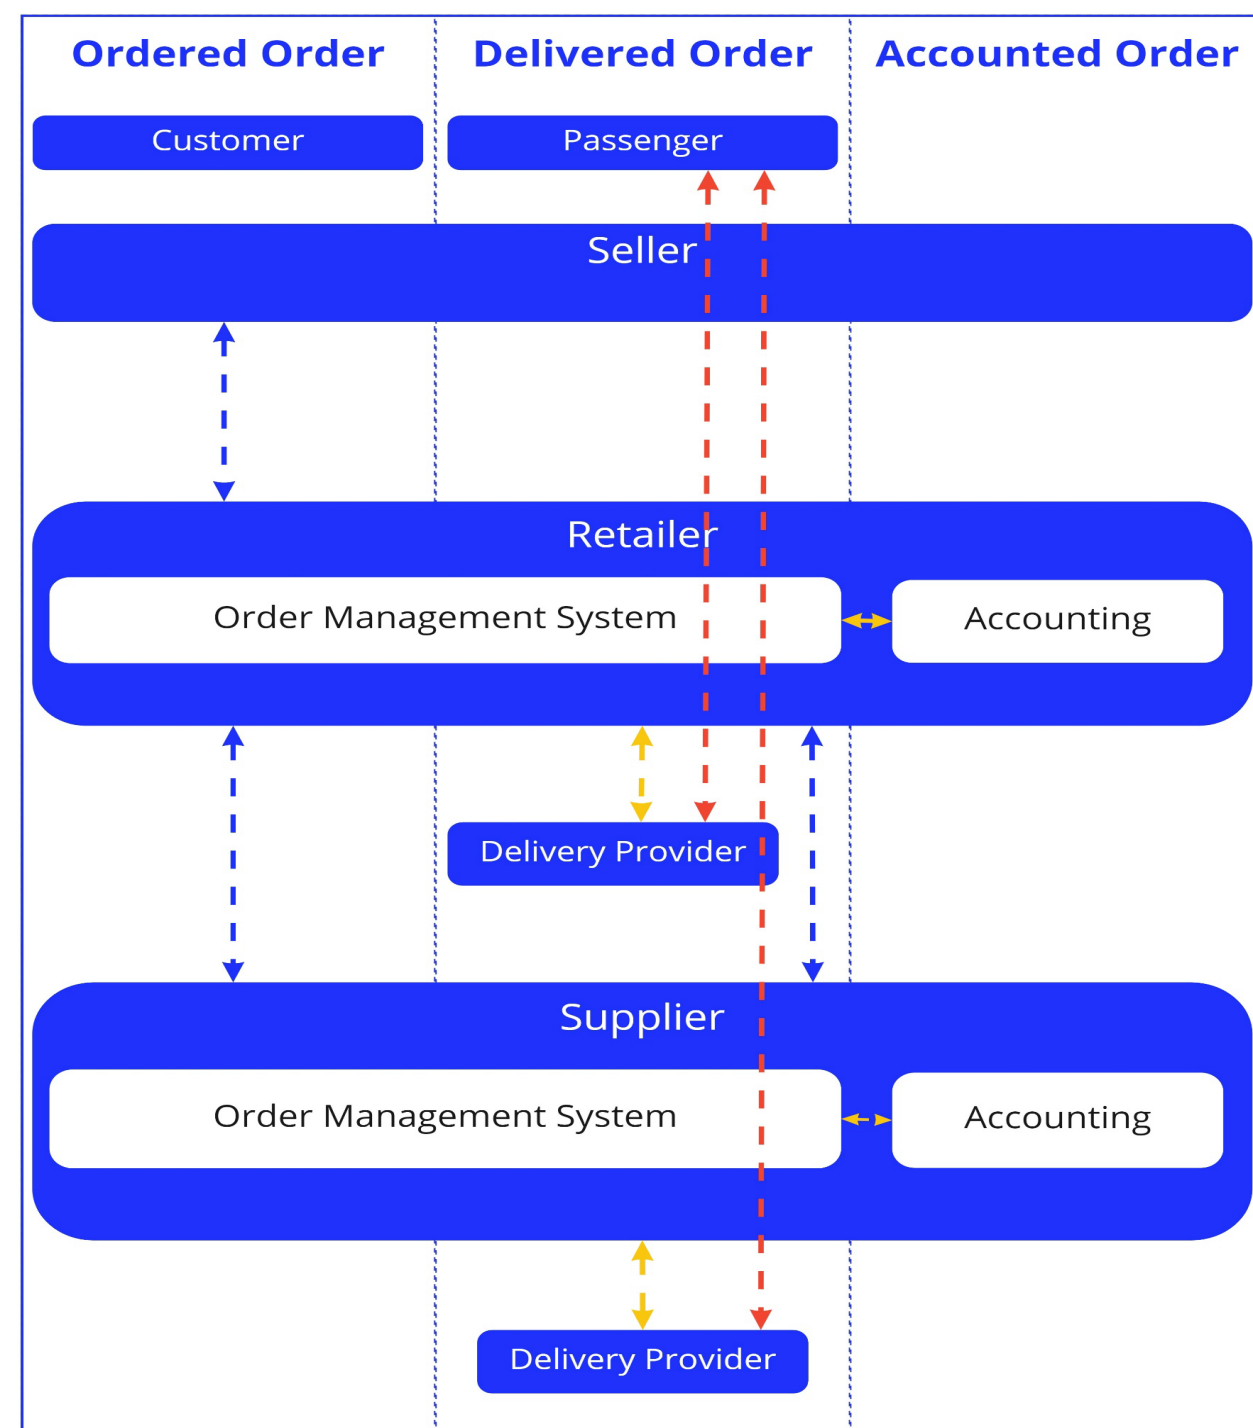 Ordered Order
Delivered Order
Accounted Order
Customer
Passenger
Seller
Retailer
Order Management System
Accounting
Delivery Provider
Supplier
Order Management System
Accounting
Delivery Provider